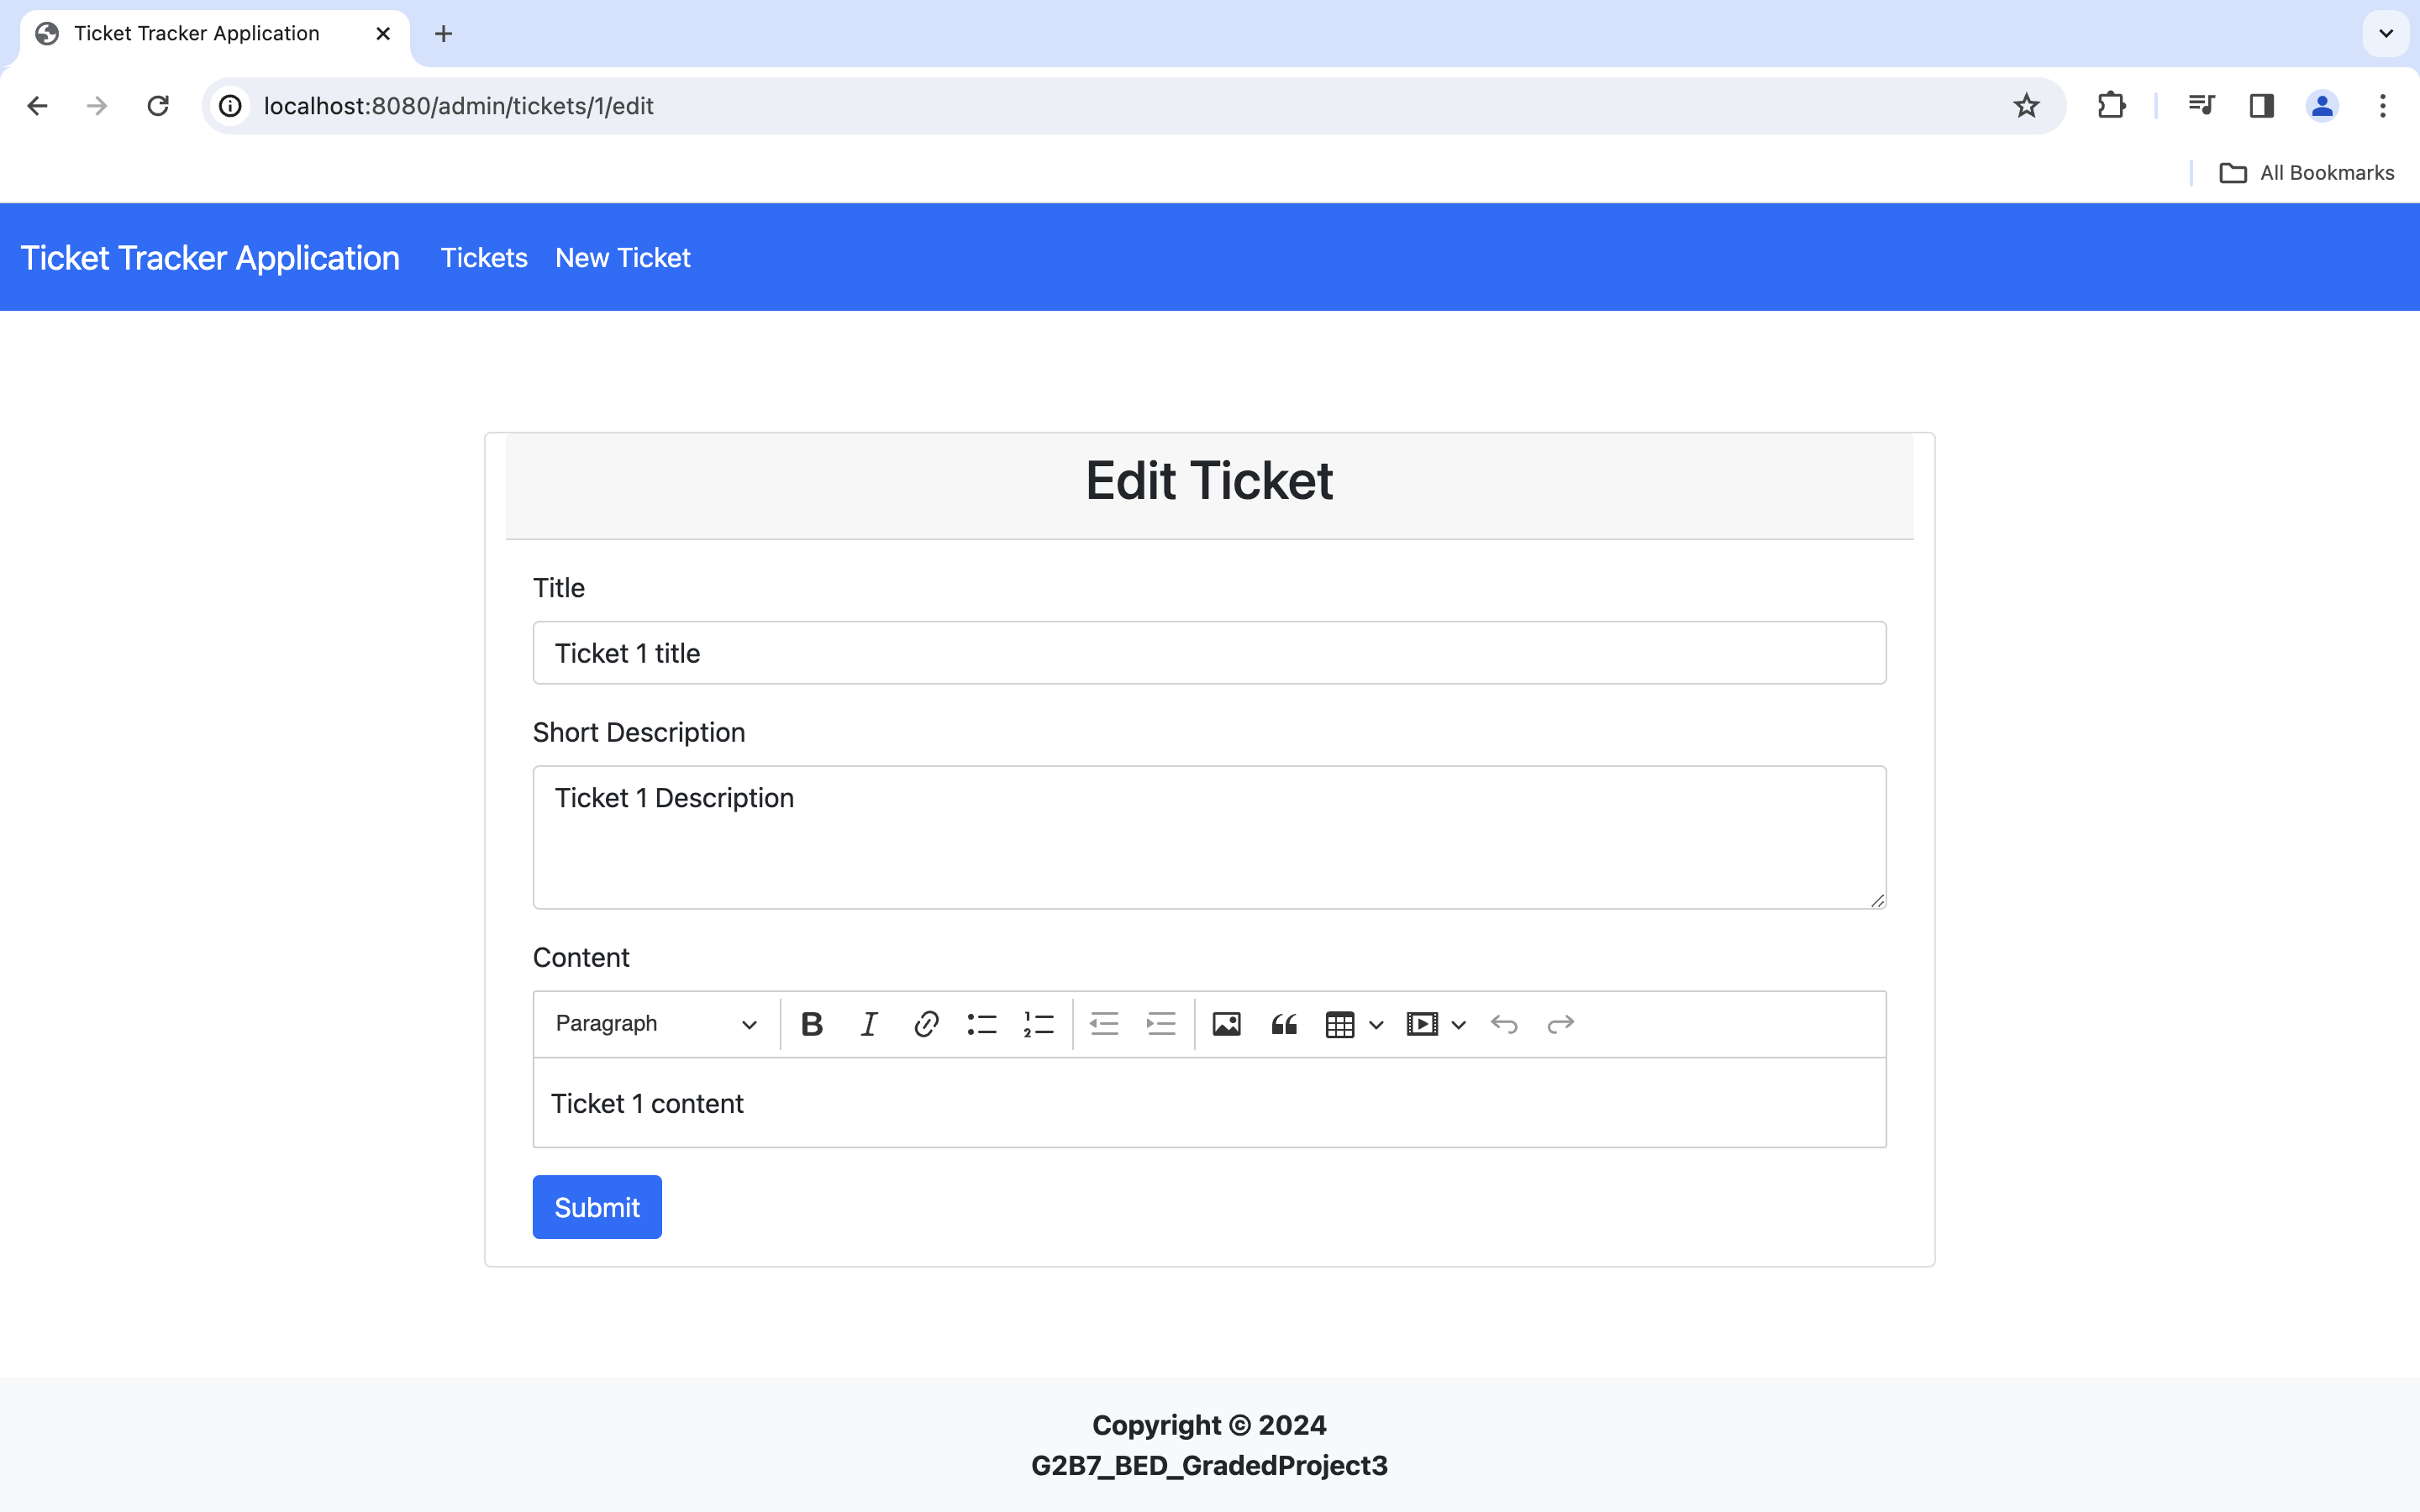 Ticket Tracker Application
localhost:8080/admin/tickets/1/edit
All Bookmarks
Ticket Tracker Application Tickets New Ticket
Edit Ticket
Title
Ticket 1 title
Short Description
Ticket 1 Description
Content
Paragraph
Ticket 1 content
Submit
Copyright © 2024
G2B7_BED_GradedProject3